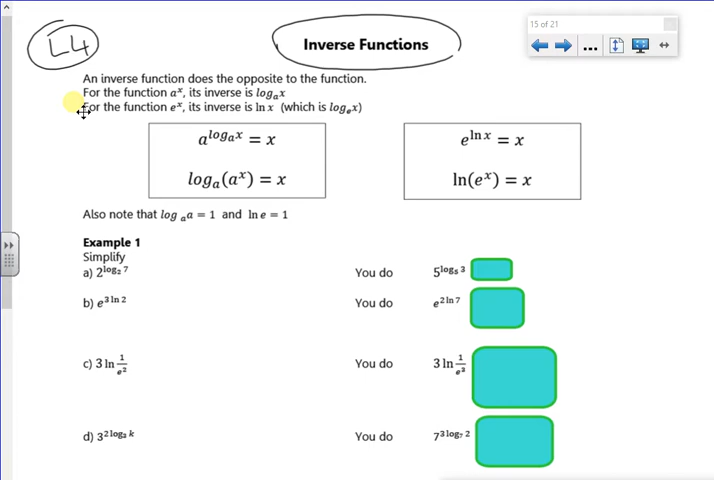 L4
Inverse Functions
15 of 21
An inverse function does the opposite to the function.
For the function aˣ, its inverse is logₐx
For the function eˣ, its inverse is ln x (which is logₑx)
a^(logₐx) = x
e^(ln x) = x
logₐ(aˣ) = x
ln(eˣ) = x
Also note that log ₐa = 1 and ln e = 1
Example 1
Simplify
a) 2^(log₂ 7) You do 5^(log₅ 3)
b) e^(3 ln 2) You do e^(2 ln 7)
c) 3 ln 1/e² You do 3 ln 1/e³
d) 3^(2 log₃ k) You do 7^(3 log₇ 2)